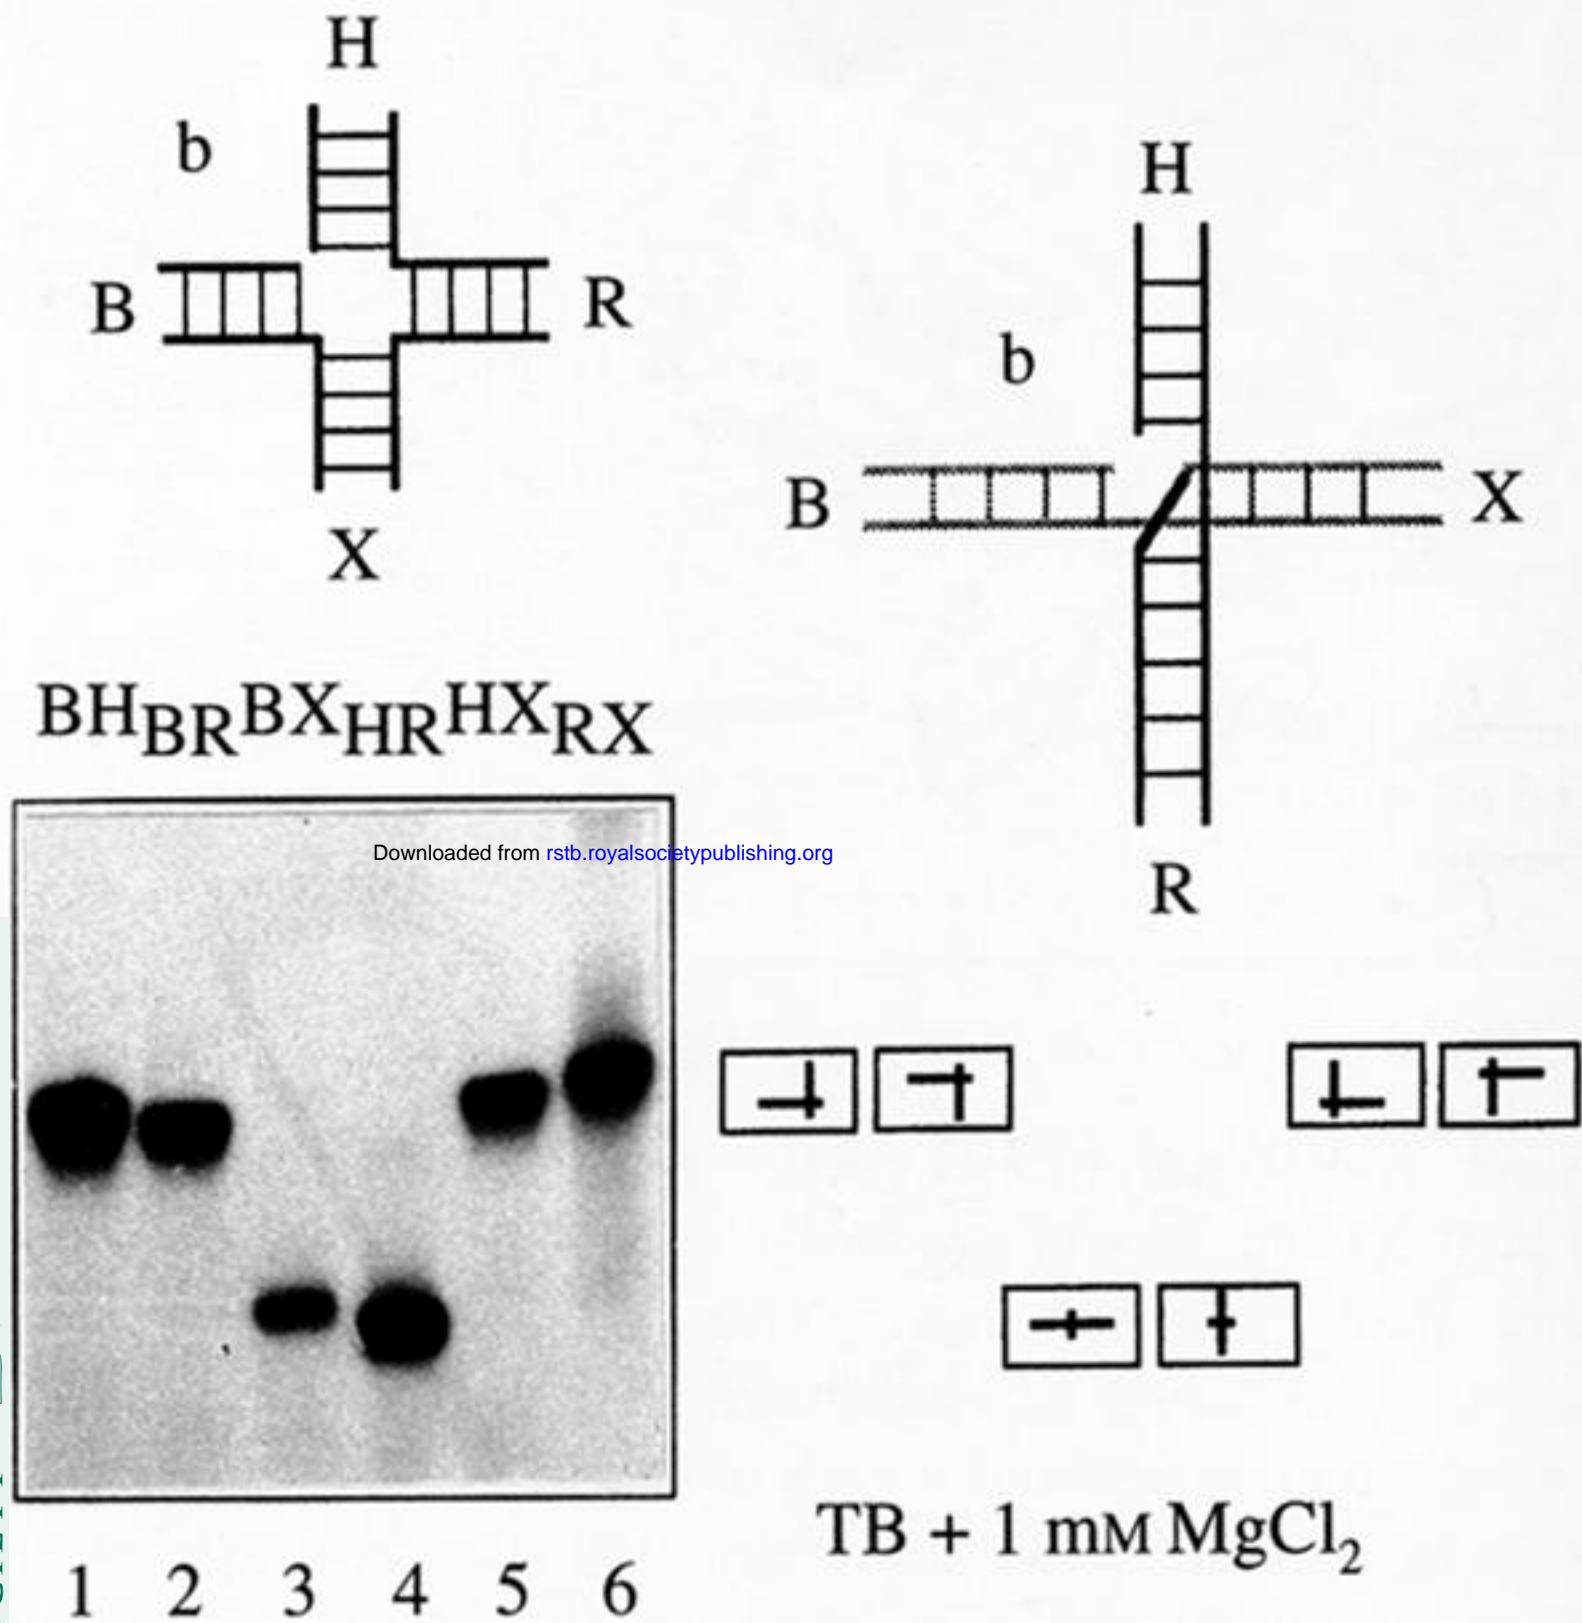 H
b
B
R
X
H
b
B
X
R
BH BR BX HR HX RX
Downloaded from rstb.royalsocietypublishing.org
TB + 1 mM MgCl₂
1 2 3 4 5 6